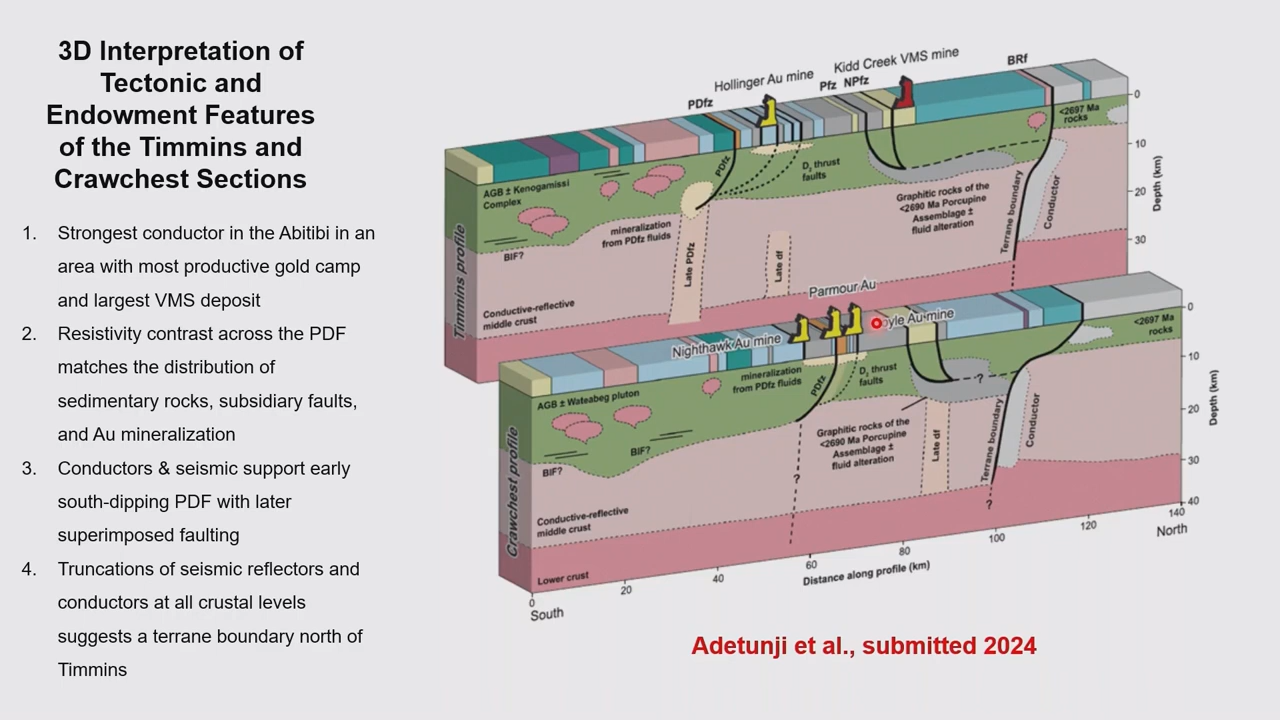 3D Interpretation of
Tectonic and
Endowment Features
of the Timmins and
Crawchest Sections
1. Strongest conductor in the Abitibi in an
area with most productive gold camp
and largest VMS deposit
2. Resistivity contrast across the PDF
matches the distribution of
sedimentary rocks, subsidiary faults,
and Au mineralization
3. Conductors & seismic support early
south-dipping PDF with later
superimposed faulting
4. Truncations of seismic reflectors and
conductors at all crustal levels
suggests a terrane boundary north of
Timmins
PDfz
Hollinger Au mine
Pfz
NPfz
Kidd Creek VMS mine
BRf
Timmins profile
AGB ± Kenogamissi
Complex
BIF?
Conductive-reflective
middle crust
mineralization
from PDfz fluids
PDfz
Late PDfz
Late df
D₁ thrust
faults
Graphitic rocks of the
<2690 Ma Porcupine
Assemblage ±
fluid alteration
Terrane boundary
Conductor
<2697 Ma
rocks
0
10
20
30
Depth (km)
Nighthawk Au mine
Parmour Au
oyle Au mine
Crawchest profile
AGB ± Wateabeg pluton
BIF?
BIF?
Conductive-reflective
middle crust
Lower crust
mineralization
from PDfz fluids
PDfz
?
D₁ thrust
faults
Graphitic rocks of the
<2690 Ma Porcupine
Assemblage ±
fluid alteration
Late df
?
Terrane boundary
?
Conductor
<2697 Ma
rocks
0
10
20
30
40
Depth (km)
0
20
40
60
80
100
120
140
South
Distance along profile (km)
North
Adetunji et al., submitted 2024